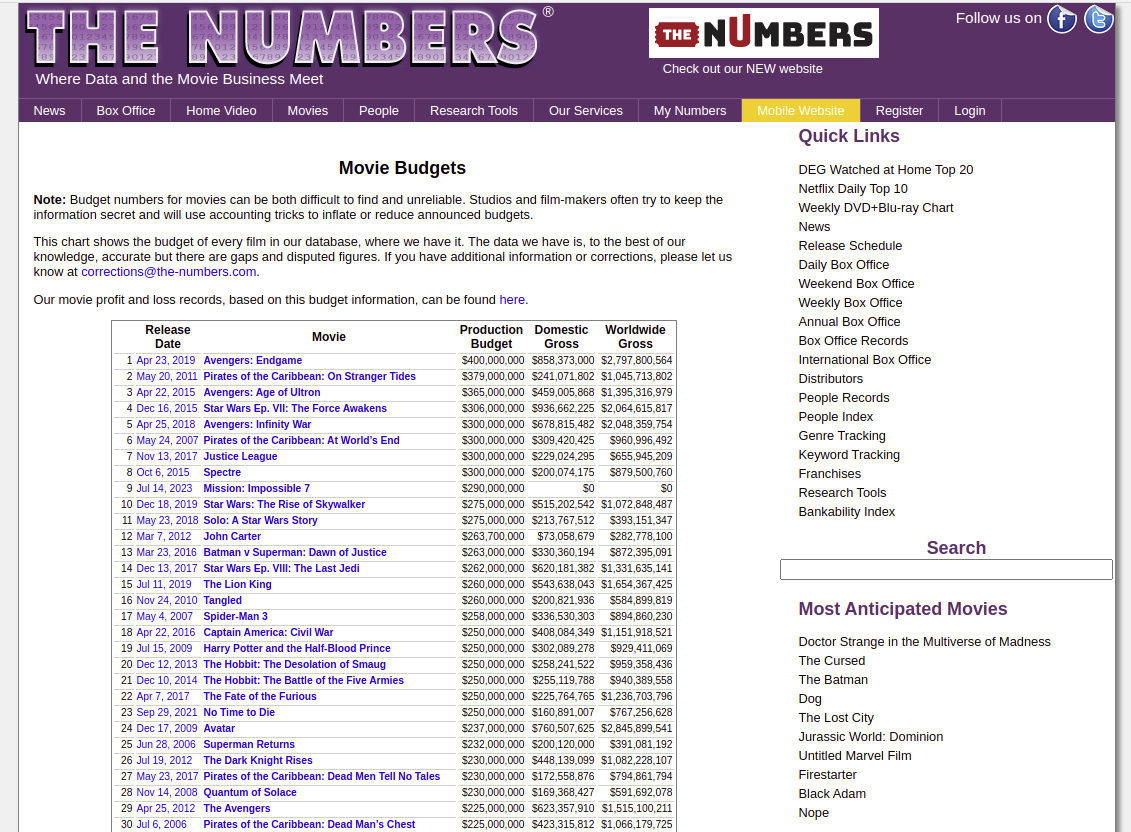 THE NUMBERS®
Where Data and the Movie Business Meet
THE NUMBERS
Check out our NEW website
Follow us on
News Box Office Home Video Movies People Research Tools Our Services My Numbers Mobile Website Register Login
Movie Budgets
Note: Budget numbers for movies can be both difficult to find and unreliable. Studios and film-makers often try to keep the
information secret and will use accounting tricks to inflate or reduce announced budgets.
This chart shows the budget of every film in our database, where we have it. The data we have is, to the best of our
knowledge, accurate but there are gaps and disputed figures. If you have additional information or corrections, please let us
know at corrections@the-numbers.com.
Our movie profit and loss records, based on this budget information, can be found here.
Release Date Movie Production Budget Domestic Gross Worldwide Gross
1 Apr 23, 2019 Avengers: Endgame $400,000,000 $858,373,000 $2,797,800,564
2 May 20, 2011 Pirates of the Caribbean: On Stranger Tides $379,000,000 $241,071,802 $1,045,713,802
3 Apr 22, 2015 Avengers: Age of Ultron $365,000,000 $459,005,868 $1,395,316,979
4 Dec 16, 2015 Star Wars Ep. VII: The Force Awakens $306,000,000 $936,662,225 $2,064,615,817
5 Apr 25, 2018 Avengers: Infinity War $300,000,000 $678,815,482 $2,048,359,754
6 May 24, 2007 Pirates of the Caribbean: At World's End $300,000,000 $309,420,425 $960,996,492
7 Nov 13, 2017 Justice League $300,000,000 $229,024,295 $655,945,209
8 Oct 6, 2015 Spectre $300,000,000 $200,074,175 $879,500,760
9 Jul 14, 2023 Mission: Impossible 7 $290,000,000 $0 $0
10 Dec 18, 2019 Star Wars: The Rise of Skywalker $275,000,000 $515,202,542 $1,072,848,487
11 May 23, 2018 Solo: A Star Wars Story $275,000,000 $213,767,512 $393,151,347
12 Mar 7, 2012 John Carter $263,700,000 $73,058,679 $282,778,100
13 Mar 23, 2016 Batman v Superman: Dawn of Justice $263,000,000 $330,360,194 $872,395,091
14 Dec 13, 2017 Star Wars Ep. VIII: The Last Jedi $262,000,000 $620,181,382 $1,331,635,141
15 Jul 11, 2019 The Lion King $260,000,000 $543,638,043 $1,654,367,425
16 Nov 24, 2010 Tangled $260,000,000 $200,821,936 $584,899,819
17 May 4, 2007 Spider-Man 3 $258,000,000 $336,530,303 $894,860,230
18 Apr 22, 2016 Captain America: Civil War $250,000,000 $408,084,349 $1,151,918,521
19 Jul 15, 2009 Harry Potter and the Half-Blood Prince $250,000,000 $302,089,278 $929,411,069
20 Dec 12, 2013 The Hobbit: The Desolation of Smaug $250,000,000 $258,241,522 $959,358,436
21 Dec 10, 2014 The Hobbit: The Battle of the Five Armies $250,000,000 $255,119,788 $940,389,558
22 Apr 7, 2017 The Fate of the Furious $250,000,000 $225,764,765 $1,236,703,796
23 Sep 29, 2021 No Time to Die $250,000,000 $160,891,007 $767,256,628
24 Dec 17, 2009 Avatar $240,000,000 $760,507,625 $2,845,899,541
25 Jun 28, 2006 Superman Returns $232,000,000 $200,120,000 $391,081,192
26 Jul 19, 2012 The Dark Knight Rises $230,000,000 $448,139,099 $1,082,228,107
27 May 23, 2017 Pirates of the Caribbean: Dead Men Tell No Tales $230,000,000 $172,558,876 $794,861,794
28 Nov 14, 2008 Quantum of Solace $230,000,000 $169,368,427 $591,692,078
29 Apr 25, 2012 The Avengers $225,000,000 $623,357,910 $1,515,100,211
30 Jul 6, 2006 Pirates of the Caribbean: Dead Man's Chest $225,000,000 $423,315,812 $1,066,179,725
Quick Links
DEG Watched at Home Top 20
Netflix Daily Top 10
Weekly DVD+Blu-ray Chart
News
Release Schedule
Daily Box Office
Weekend Box Office
Weekly Box Office
Annual Box Office
Box Office Records
International Box Office
Distributors
People Records
People Index
Genre Tracking
Keyword Tracking
Franchises
Research Tools
Bankability Index
Search
Most Anticipated Movies
Doctor Strange in the Multiverse of Madness
The Cursed
The Batman
Dog
The Lost City
Jurassic World: Dominion
Untitled Marvel Film
Firestarter
Black Adam
Nope